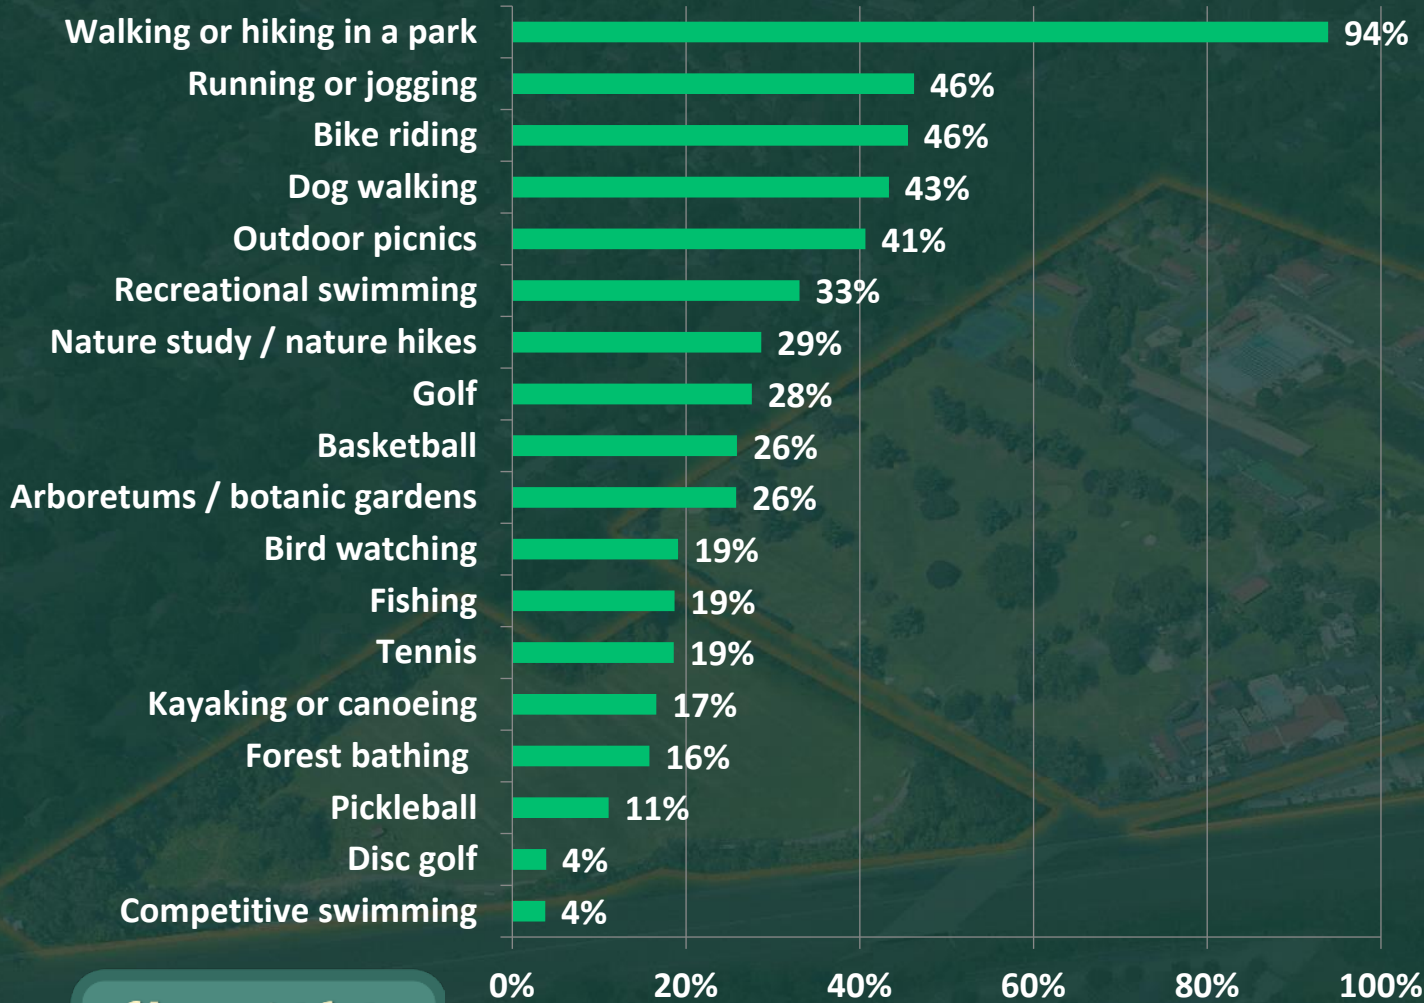 Walking or hiking in a park 94%
Running or jogging 46%
Bike riding 46%
Dog walking 43%
Outdoor picnics 41%
Recreational swimming 33%
Nature study / nature hikes 29%
Golf 28%
Basketball 26%
Arboretums / botanic gardens 26%
Bird watching 19%
Fishing 19%
Tennis 19%
Kayaking or canoeing 17%
Forest bathing 16%
Pickleball 11%
Disc golf 4%
Competitive swimming 4%
0% 20% 40% 60% 80% 100%